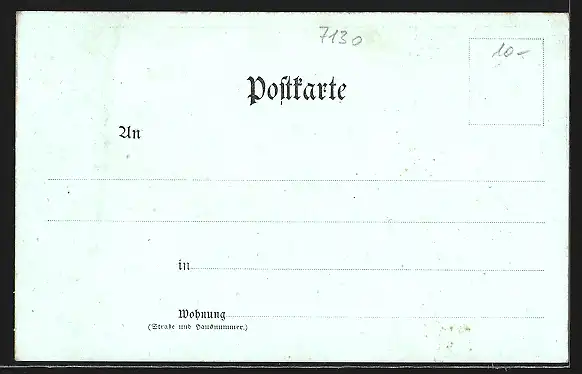 7130
10-
Postkarte
An
in
Wohnung
(Straße und Hausnummer.)